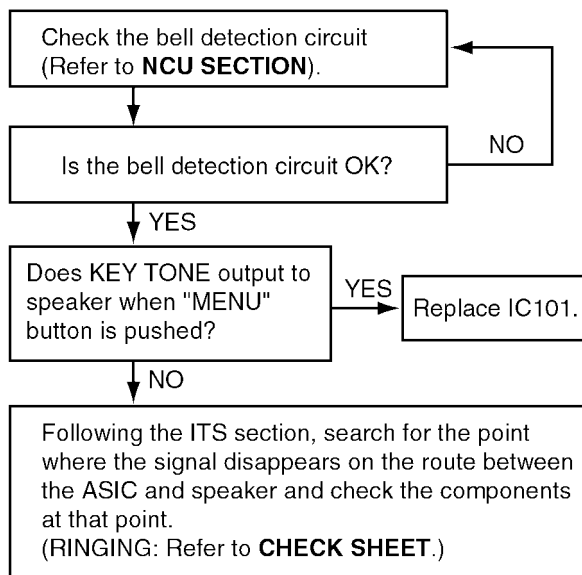 Check the bell detection circuit
(Refer to NCU SECTION).
Is the bell detection circuit OK?
NO
YES
Does KEY TONE output to
speaker when "MENU"
button is pushed?
YES
Replace IC101.
NO
Following the ITS section, search for the point
where the signal disappears on the route between
the ASIC and speaker and check the components
at that point.
(RINGING: Refer to CHECK SHEET.)